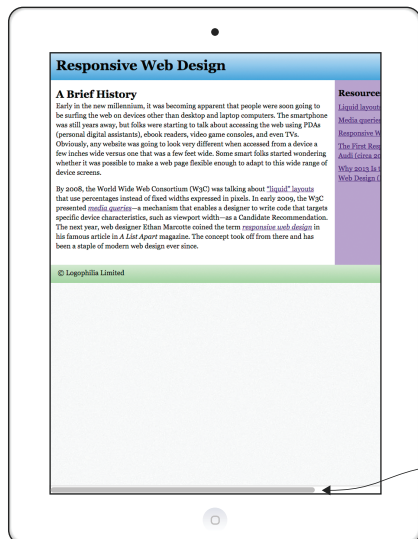 Responsive Web Design
A Brief History
Early in the new millennium, it was becoming apparent that people were soon going to
be surfing the web on devices other than desktop and laptop computers. The smartphone
was still years away, but folks were starting to talk about accessing the web using PDAs
(personal digital assistants), ebook readers, video game consoles, and even TVs.
Obviously, any website was going to look very different when accessed from a device a
few inches wide versus one that was a few feet wide. Some smart folks started wondering
whether it was possible to make a web page flexible enough to adapt to this wide range of
device screens.
By 2008, the World Wide Web Consortium (W3C) was talking about "liquid" layouts
that use percentages instead of fixed widths expressed in pixels. In early 2009, the W3C
presented media queries—a mechanism that enables a designer to write code that targets
specific device characteristics, such as viewport width—as a Candidate Recommendation.
The next year, web designer Ethan Marcotte coined the term responsive web design in
his famous article in A List Apart magazine. The concept took off from there and has
been a staple of modern web design ever since.
Resources
Liquid layouts
Media queries
Responsive W
The First Resp
Audi (circa 20
Why 2013 Is
Web Design (
© Logophilia Limited